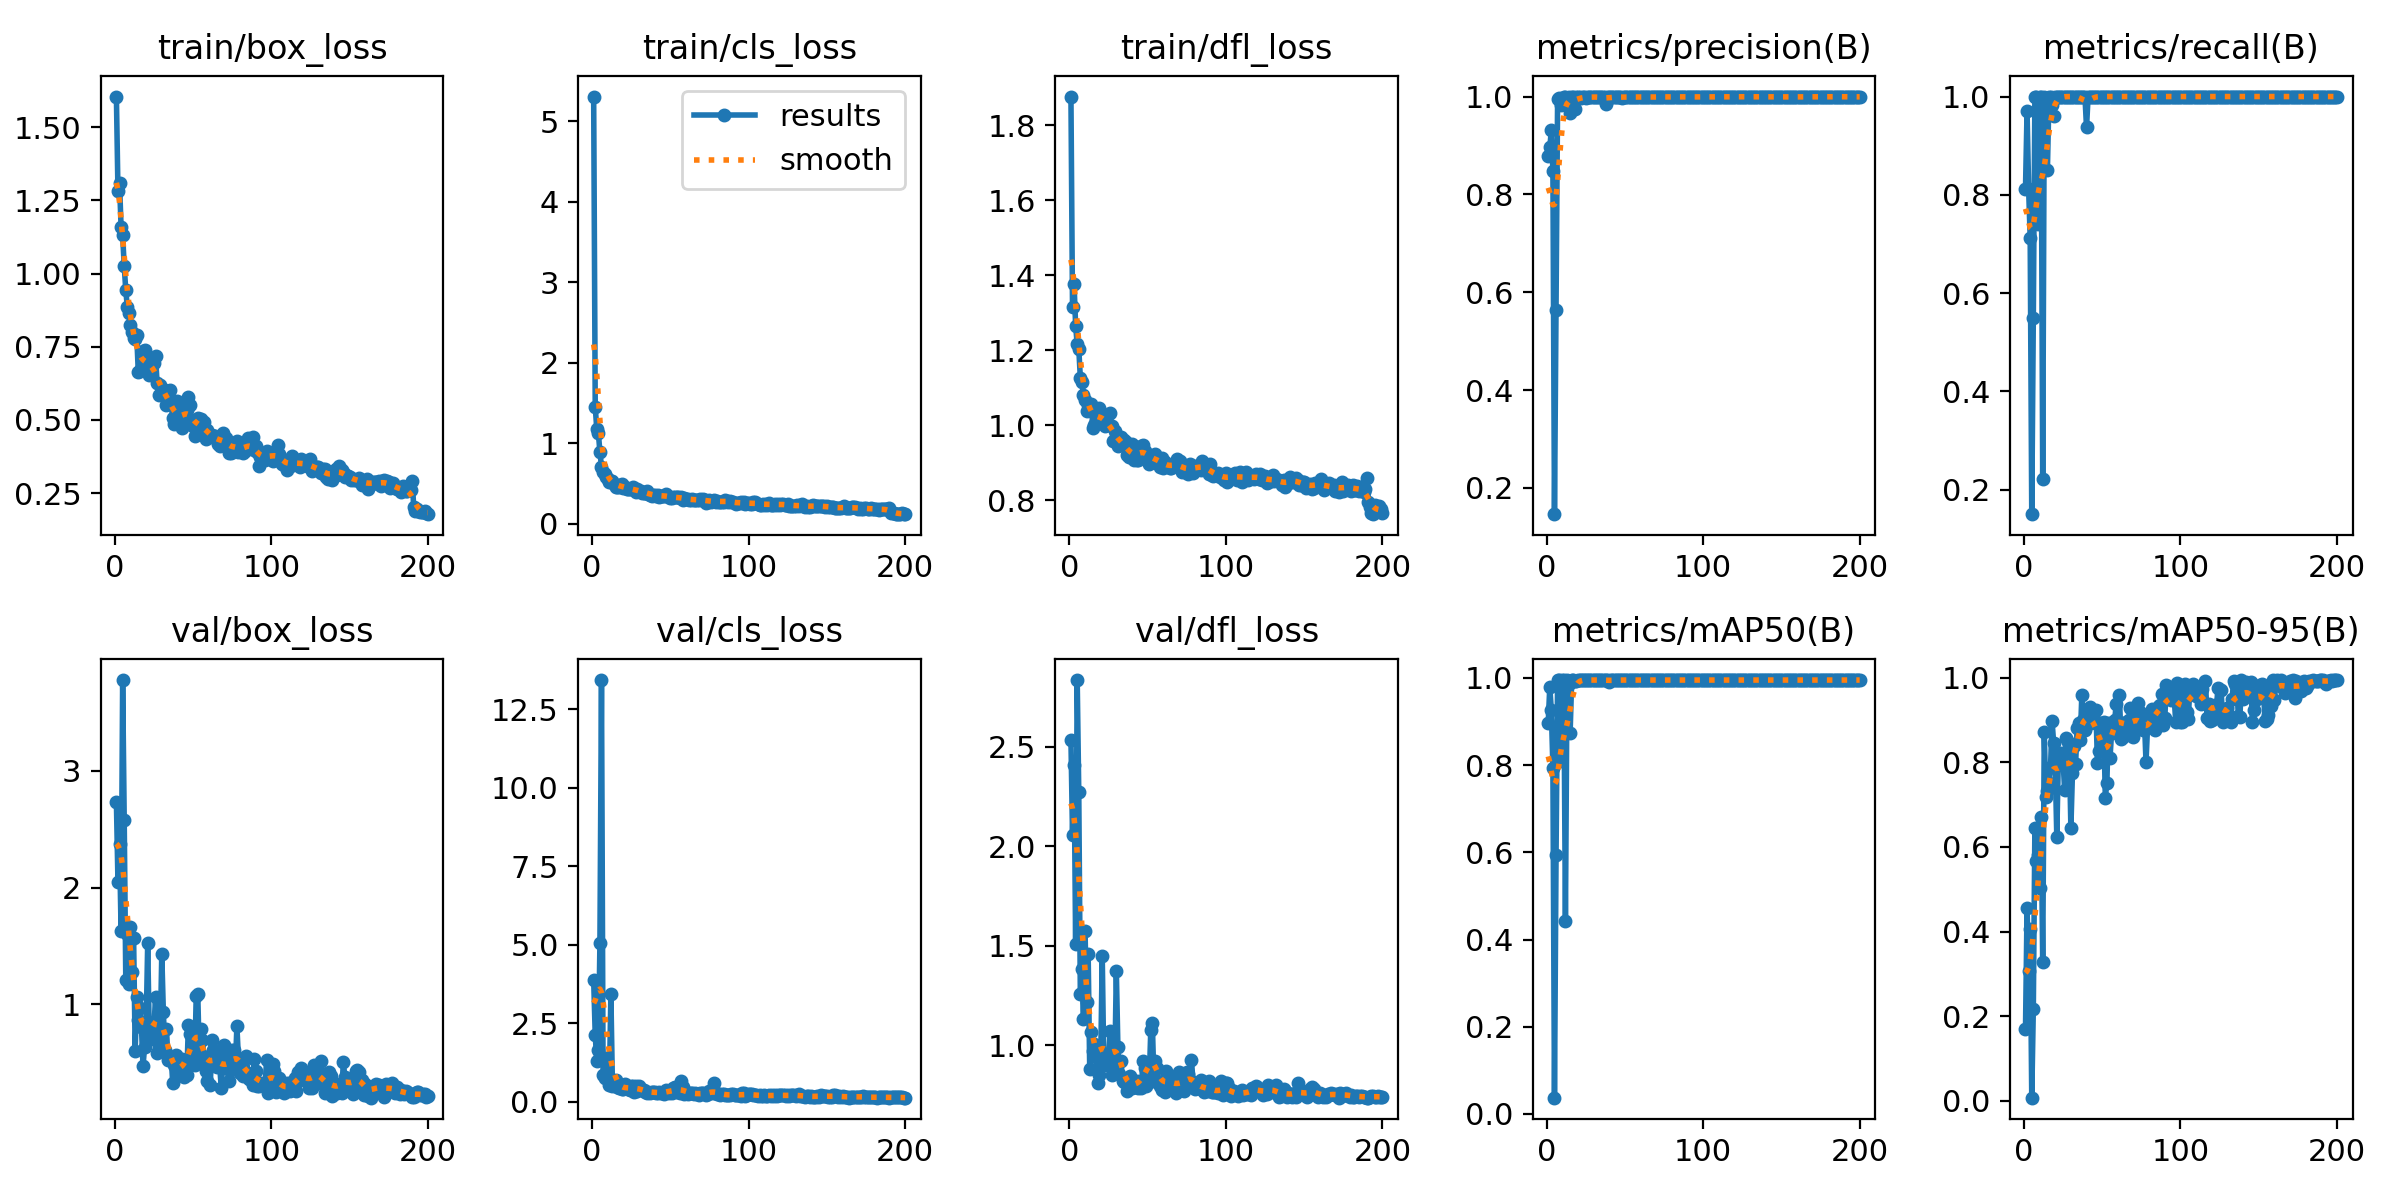 train/box_loss
1.50
1.25
1.00
0.75
0.50
0.25
0 100 200
train/cls_loss
results
smooth
5
4
3
2
1
0
0 100 200
train/dfl_loss
1.8
1.6
1.4
1.2
1.0
0.8
0 100 200
metrics/precision(B)
1.0
0.8
0.6
0.4
0.2
0 100 200
metrics/recall(B)
1.0
0.8
0.6
0.4
0.2
0 100 200
val/box_loss
3
2
1
0 100 200
val/cls_loss
12.5
10.0
7.5
5.0
2.5
0.0
0 100 200
val/dfl_loss
2.5
2.0
1.5
1.0
0 100 200
metrics/mAP50(B)
1.0
0.8
0.6
0.4
0.2
0.0
0 100 200
metrics/mAP50-95(B)
1.0
0.8
0.6
0.4
0.2
0.0
0 100 200